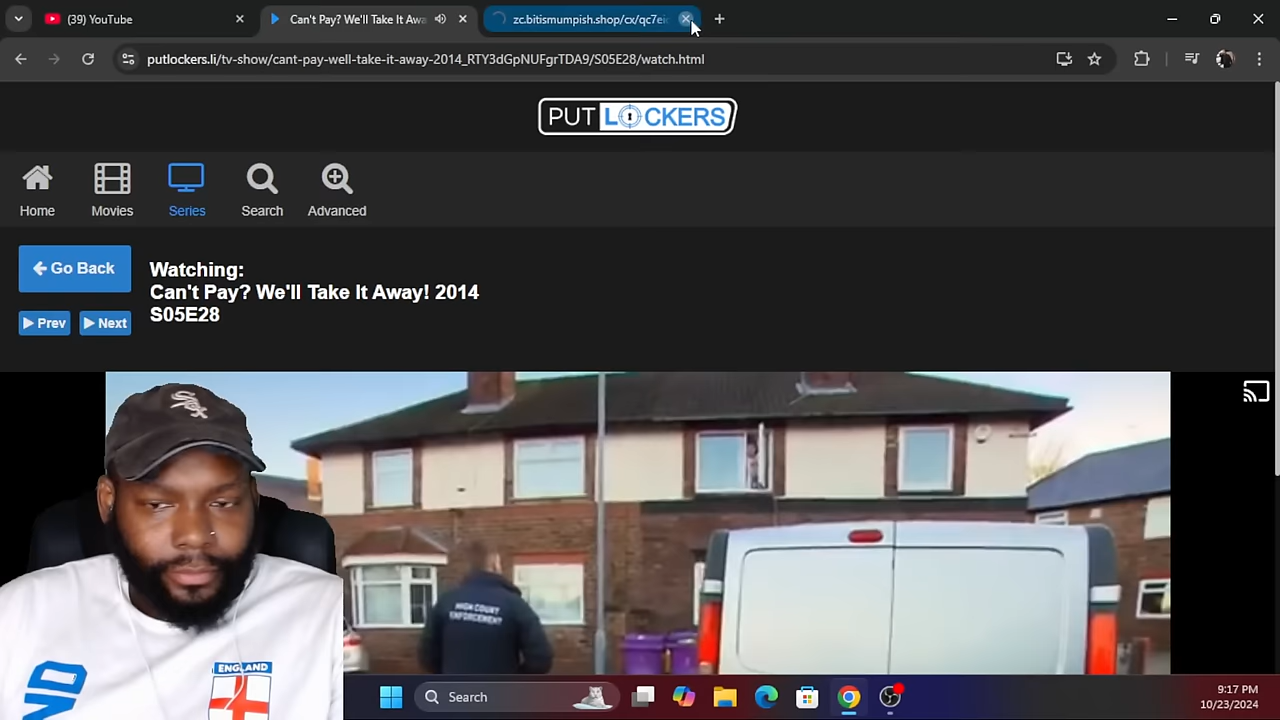 (39) YouTube
Can't Pay? We'll Take It Awa
zc.bitismumpish.shop/cx/qc7ei
putlockers.li/tv-show/cant-pay-well-take-it-away-2014_RTY3dGpNUFgrTDA9/S05E28/watch.html
PUT LOCKERS
Home
Movies
Series
Search
Advanced
Go Back
Watching:
Can't Pay? We'll Take It Away! 2014
S05E28
Prev
Next
HIGH COURT
ENFORCEMENT
Sox
ENGLAND
ND
Search
9:17 PM
10/23/2024